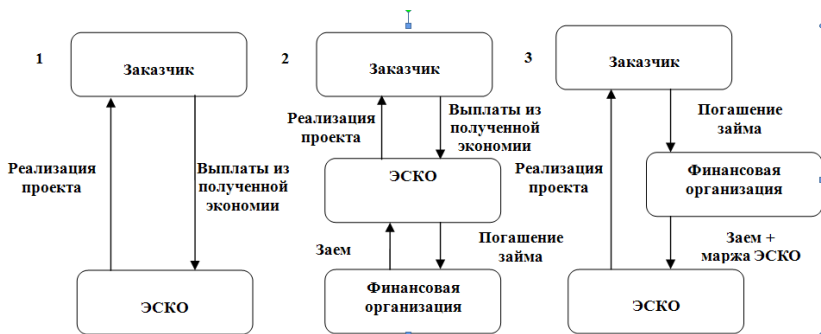 1
Заказчик
Реализация
проекта
Выплаты из
полученной
экономии
ЭСКО
2
Заказчик
Реализация
проекта
Выплаты из
полученной
экономии
ЭСКО
Заем
Погашение
займа
Финансовая
организация
3
Заказчик
Погашение
займа
Реализация
проекта
Финансовая
организация
Заем +
маржа ЭСКО
ЭСКО